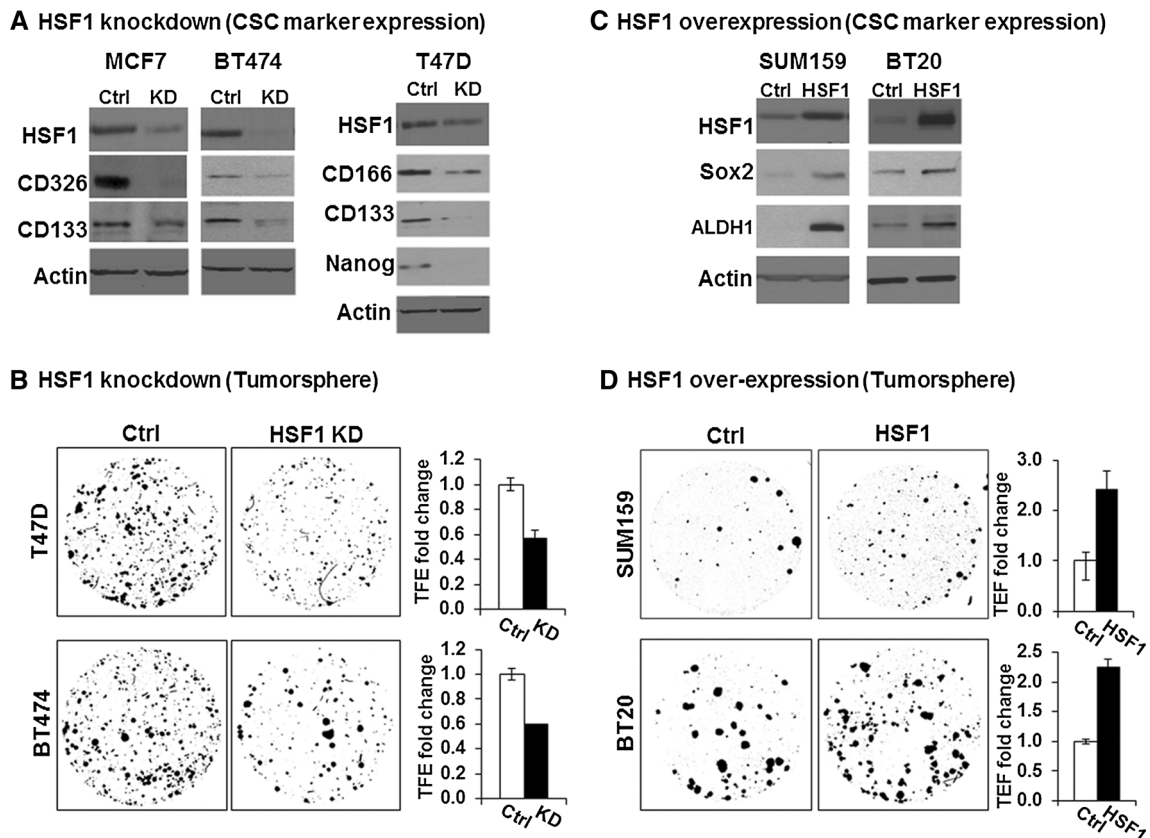 A HSF1 knockdown (CSC marker expression)
MCF7 BT474 T47D
Ctrl KD Ctrl KD Ctrl KD
HSF1
CD326
CD133
Actin
HSF1
CD166
CD133
Nanog
Actin
C HSF1 overexpression (CSC marker expression)
SUM159 BT20
Ctrl HSF1 Ctrl HSF1
HSF1
Sox2
ALDH1
Actin
B HSF1 knockdown (Tumorsphere)
Ctrl HSF1 KD
T47D
TFE fold change
1.2
1.0
0.8
0.6
0.4
0.2
0.0
Ctrl KD
BT474
TFE fold change
1.2
1.0
0.8
0.6
0.4
0.2
0.0
Ctrl KD
D HSF1 over-expression (Tumorsphere)
Ctrl HSF1
SUM159
TEF fold change
3.0
2.0
1.0
0.0
Ctrl HSF1
BT20
TEF fold change
2.5
2.0
1.5
1.0
0.5
0.0
Ctrl HSF1